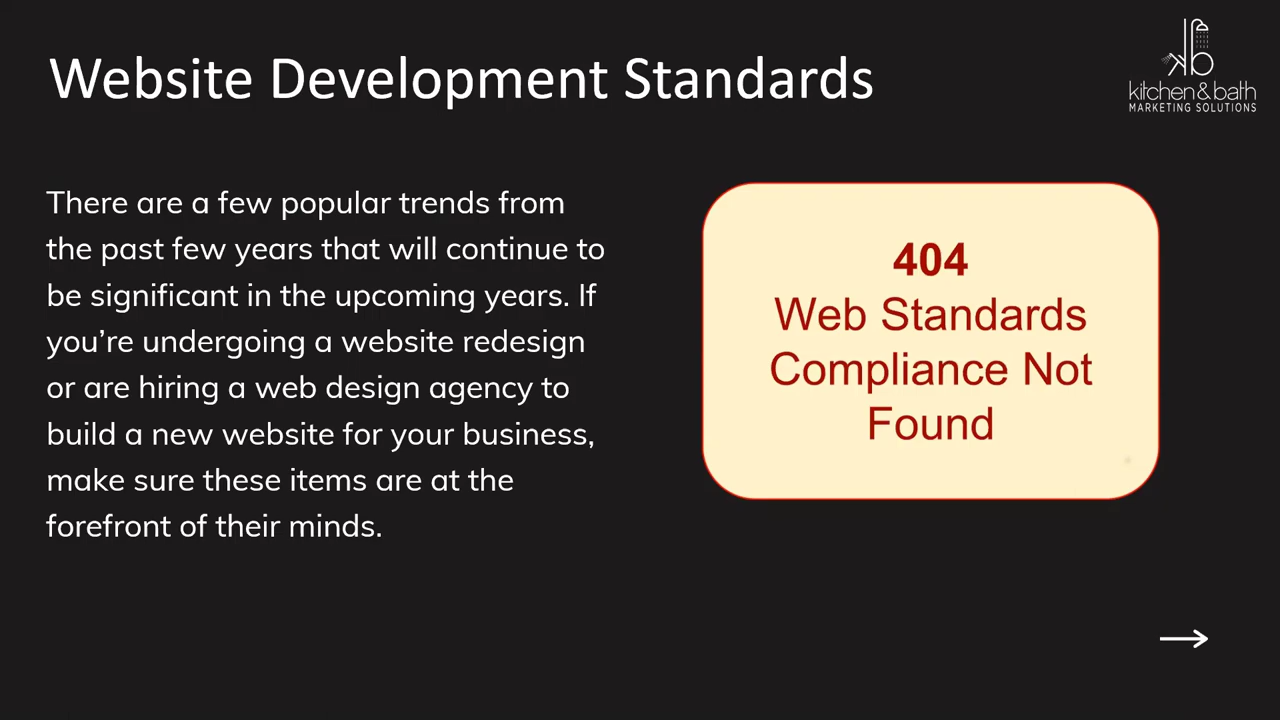 Website Development Standards
kb
kitchen & bath
MARKETING SOLUTIONS
There are a few popular trends from
the past few years that will continue to
be significant in the upcoming years. If
you’re undergoing a website redesign
or are hiring a web design agency to
build a new website for your business,
make sure these items are at the
forefront of their minds.
404
Web Standards
Compliance Not
Found